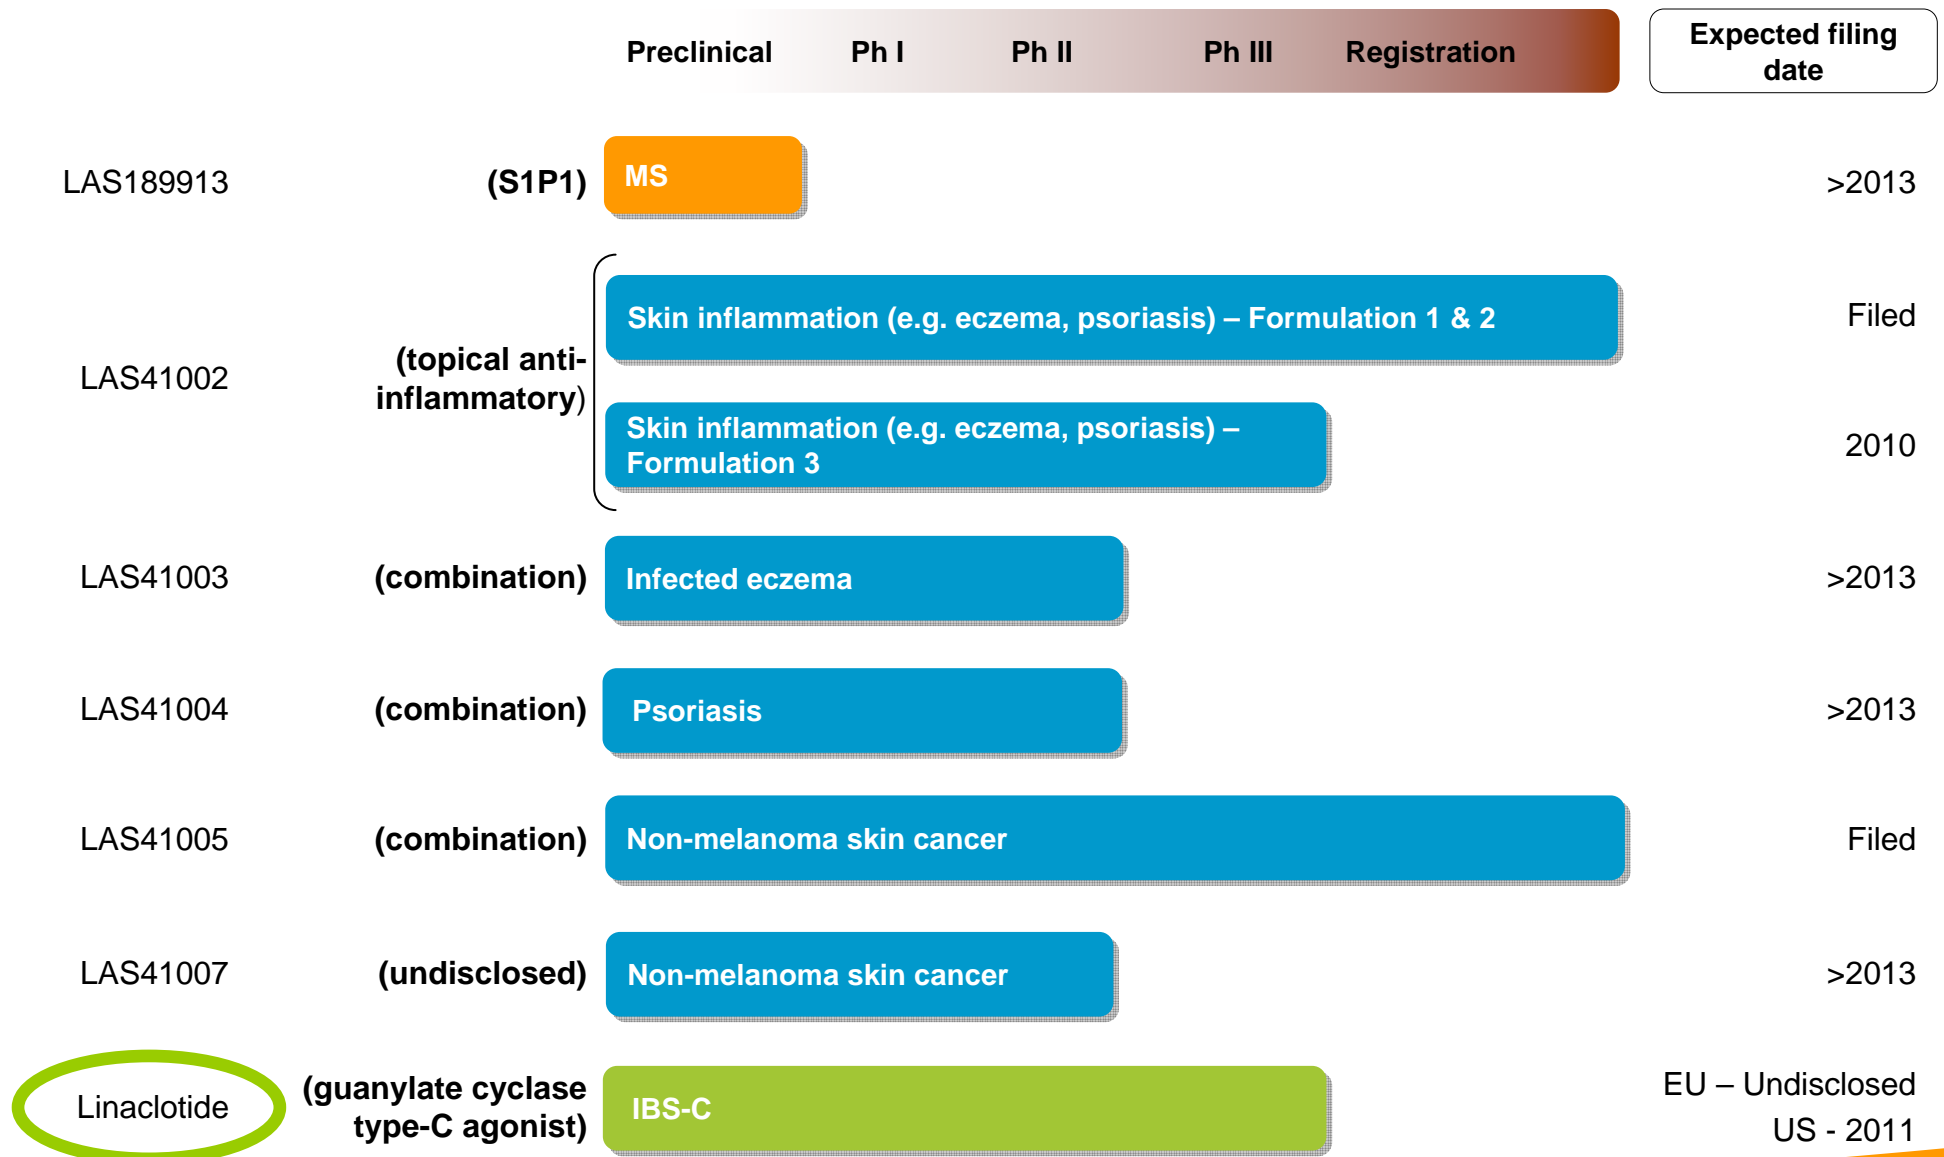 Preclinical Ph I Ph II Ph III Registration
Expected filing
date
LAS189913 (S1P1) MS >2013
LAS41002
(topical anti-
inflammatory)
Skin inflammation (e.g. eczema, psoriasis) – Formulation 1 & 2
Filed
Skin inflammation (e.g. eczema, psoriasis) –
Formulation 3
2010
LAS41003 (combination) Infected eczema >2013
LAS41004 (combination) Psoriasis >2013
LAS41005 (combination) Non-melanoma skin cancer Filed
LAS41007 (undisclosed) Non-melanoma skin cancer >2013
Linaclotide
(guanylate cyclase
type-C agonist)
IBS-C
EU – Undisclosed
US - 2011